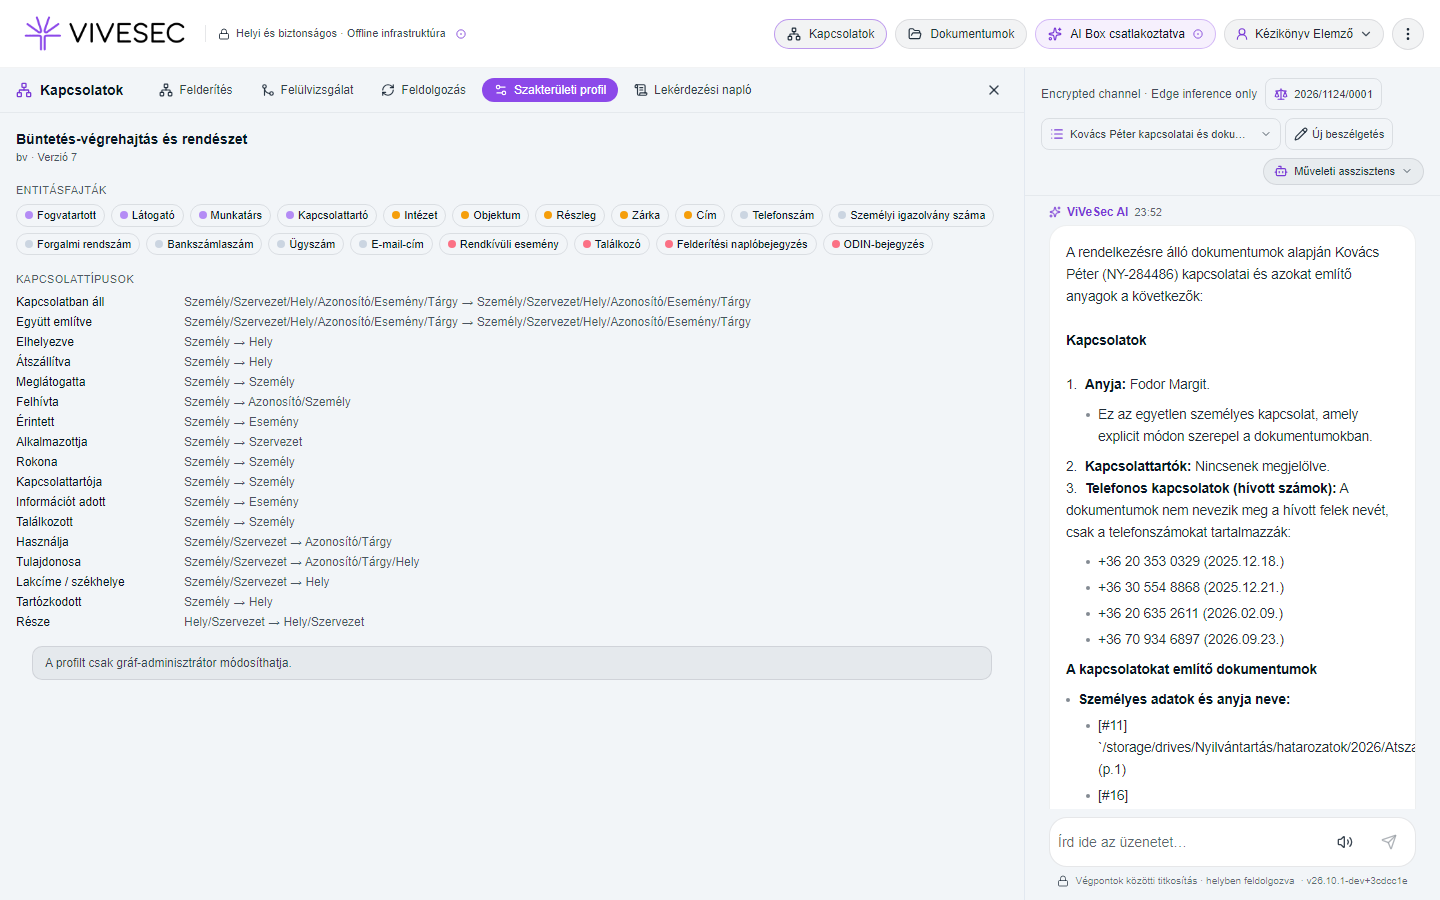 VIVESEC
Helyi és biztonságos · Offline infrastruktúra
Kapcsolatok
Dokumentumok
AI Box csatlakoztatva
Kézikönyv Elemző
Kapcsolatok
Felderítés
Felülvizsgálat
Feldolgozás
Szakterületi profil
Lekérdezési napló
Büntetés-végrehajtás és rendészet
bv · Verzió 7
ENTITÁSFAJTÁK
Fogvatartott
Látogató
Munkatárs
Kapcsolattartó
Intézet
Objektum
Részleg
Zárka
Cím
Telefonszám
Személyi igazolvány száma
Forgalmi rendszám
Bankszámlaszám
Ügyszám
E-mail-cím
Rendkívüli esemény
Találkozó
Felderítési naplóbejegyzés
ODIN-bejegyzés
KAPCSOLATTÍPUSOK
Kapcsolatban áll Személy/Szervezet/Hely/Azonosító/Esemény/Tárgy → Személy/Szervezet/Hely/Azonosító/Esemény/Tárgy
Együtt említve Személy/Szervezet/Hely/Azonosító/Esemény/Tárgy → Személy/Szervezet/Hely/Azonosító/Esemény/Tárgy
Elhelyezve Személy → Hely
Átszállítva Személy → Hely
Meglátogatta Személy → Személy
Felhívta Személy → Azonosító/Személy
Érintett Személy → Esemény
Alkalmazottja Személy → Szervezet
Rokona Személy → Személy
Kapcsolattartója Személy → Személy
Információt adott Személy → Esemény
Találkozott Személy → Személy
Használja Személy/Szervezet → Azonosító/Tárgy
Tulajdonosa Személy/Szervezet → Azonosító/Tárgy/Hely
Lakcíme / székhelye Személy/Szervezet → Hely
Tartózkodott Személy → Hely
Része Hely/Szervezet → Hely/Szervezet
A profilt csak gráf-adminisztrátor módosíthatja.
Encrypted channel · Edge inference only
2026/1124/0001
Kovács Péter kapcsolatai és doku...
Új beszélgetés
Műveleti asszisztens
ViVeSec AI 23:52
A rendelkezésre álló dokumentumok alapján Kovács
Péter (NY-284486) kapcsolatai és azokat említő
anyagok a következők:
Kapcsolatok
1. Anyja: Fodor Margit.
• Ez az egyetlen személyes kapcsolat, amely
explicit módon szerepel a dokumentumokban.
2. Kapcsolattartók: Nincsenek megjelölve.
3. Telefonos kapcsolatok (hívott számok): A
dokumentumok nem nevezik meg a hívott felek nevét,
csak a telefonszámokat tartalmazzák:
• +36 20 353 0329 (2025.12.18.)
• +36 30 554 8868 (2025.12.21.)
• +36 20 635 2611 (2026.02.09.)
• +36 70 934 6897 (2026.09.23.)
A kapcsolatokat említő dokumentumok
• Személyes adatok és anyja neve:
• [#11]
`/storage/drives/Nyilvántartás/hatarozatok/2026/Atsza
(p.1)
• [#16]
Írd ide az üzenetet...
Végpontok közötti titkosítás · helyben feldolgozva · v26.10.1-dev+3cdcc1e